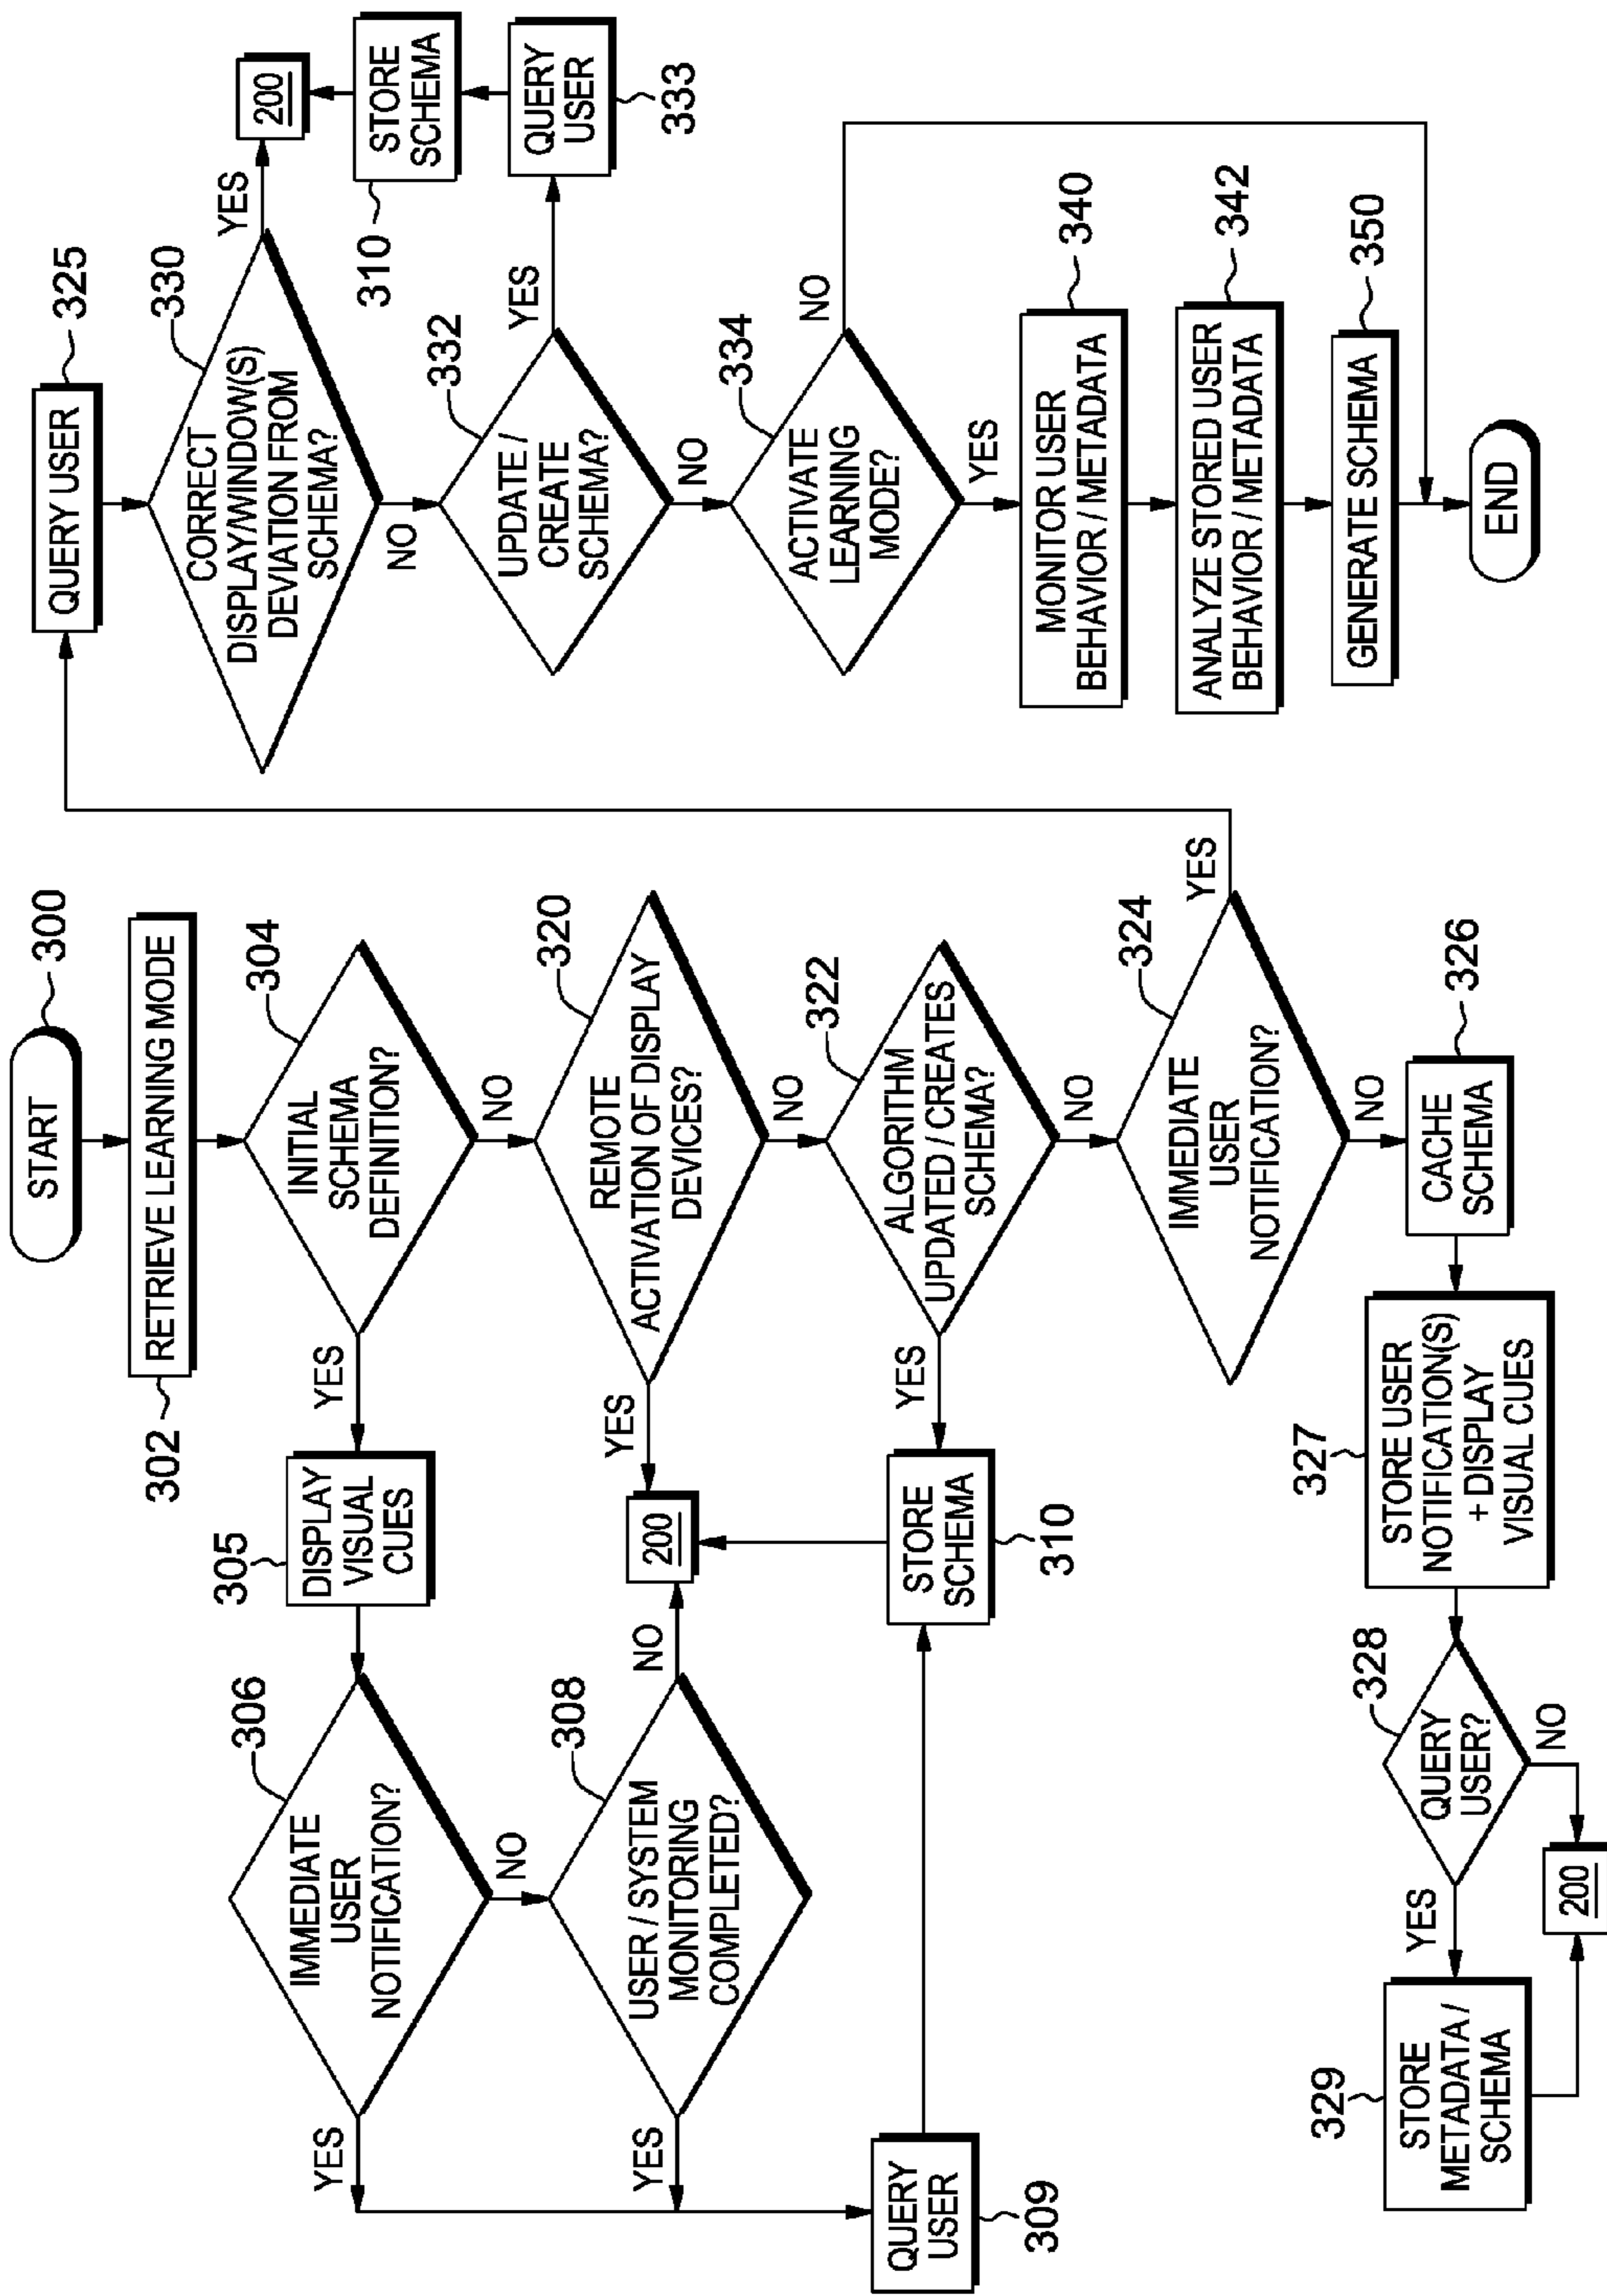 START
300
RETRIEVE LEARNING MODE
302
INITIAL
SCHEMA
DEFINITION?
304
YES
NO
DISPLAY
VISUAL
CUES
305
IMMEDIATE
USER
NOTIFICATION?
306
YES
NO
USER / SYSTEM
MONITORING
COMPLETED?
308
YES
NO
QUERY
USER
309
REMOTE
ACTIVATION OF DISPLAY
DEVICES?
320
YES
NO
200
ALGORITHM
UPDATED / CREATES
SCHEMA?
322
YES
NO
STORE
SCHEMA
310
IMMEDIATE
USER
NOTIFICATION?
324
YES
NO
CACHE
SCHEMA
326
STORE USER
NOTIFICATION(S)
+ DISPLAY
VISUAL CUES
327
QUERY
USER?
328
YES
NO
STORE
METADATA /
SCHEMA
329
200
QUERY USER
325
CORRECT
DISPLAY/WINDOW(S)
DEVIATION FROM
SCHEMA?
330
YES
NO
200
STORE
SCHEMA
310
QUERY
USER
333
UPDATE /
CREATE
SCHEMA?
332
YES
NO
ACTIVATE
LEARNING
MODE?
334
NO
YES
MONITOR USER
BEHAVIOR / METADATA
340
ANALYZE STORED USER
BEHAVIOR / METADATA
342
GENERATE SCHEMA
350
END